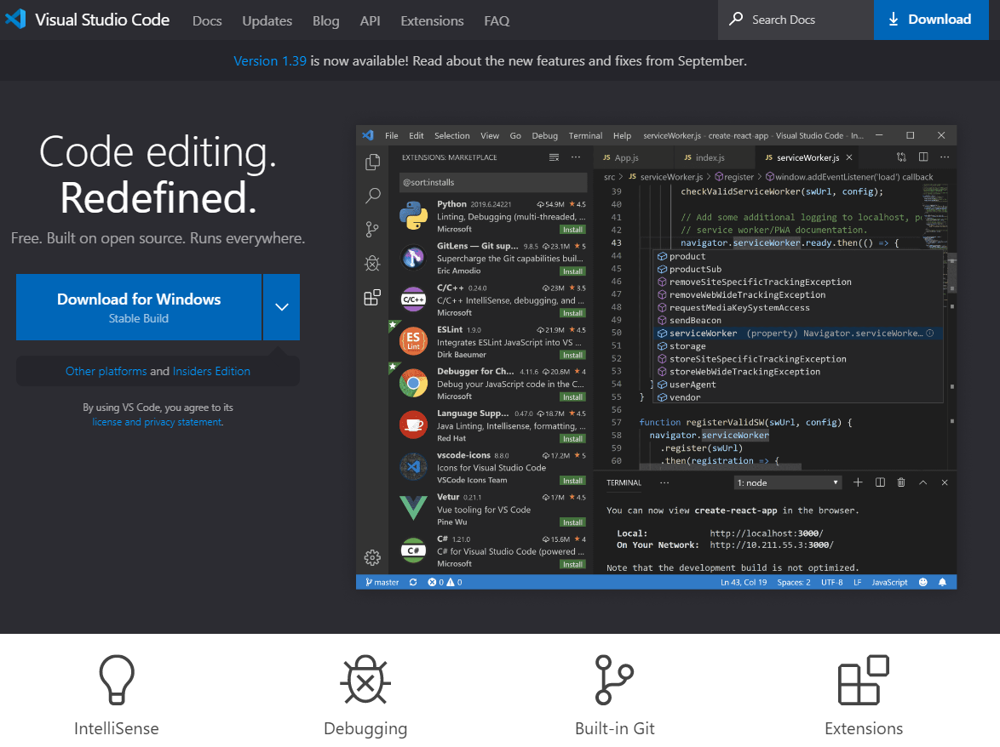 Visual Studio Code Docs Updates Blog API Extensions FAQ Search Docs Download
Version 1.39 is now available! Read about the new features and fixes from September.
Code editing.
Redefined.
Free. Built on open source. Runs everywhere.
Download for Windows
Stable Build
Other platforms and Insiders Edition
By using VS Code, you agree to its
license and privacy statement.
File Edit Selection View Go Debug Terminal Help serviceWorker.js - create-react-app - Visual Studio Code - In...
EXTENSIONS: MARKETPLACE
@sort:installs
Python 2019.6.24221 54.9M ★ 4.5
Linting, Debugging (multi-threaded, ...
Microsoft Install
GitLens — Git sup... 9.8.5 23.1M ★ 5
Supercharge the Git capabilities buil...
Eric Amodio Install
C/C++
C/C++ 0.24.0 23M ★ 3.5
C/C++ IntelliSense, debugging, and ...
Microsoft Install
ES
Lint
ESLint 1.9.0 21.9M ★ 4.5
Integrates ESLint JavaScript into VS ...
Dirk Baeumer Install
Debugger for Ch... 4.11.6 20.6M ★ 4
Debug your JavaScript code in the C...
Microsoft Install
Language Supp... 0.47.0 18.7M ★ 4.5
Java Linting, Intellisense, formatting, ...
Red Hat Install
vscode-icons 8.8.0 17.2M ★ 5
Icons for Visual Studio Code
VSCode Icons Team Install
Vetur 0.21.1 17M ★ 4.5
Vue tooling for VS Code
Pine Wu Install
C#
C# 1.21.0 15.6M ★ 4
C# for Visual Studio Code (powered ...
Microsoft Install
JS App.js JS index.js JS serviceWorker.js
src > JS serviceWorker.js > register > window.addEventListener('load') callback
39 checkValidServiceWorker(swUrl, config);
40
41 // Add some additional logging to localhost,
42 // service worker/PWA documentation.
43 navigator.serviceWorker.ready.then(() => {
44 product
45 productSub
46 removeSiteSpecificTrackingException
47 removeWebWideTrackingException
48 requestMediaKeySystemAccess
49 sendBeacon
50 serviceWorker (property) Navigator.serviceWorke...
51 storage
52 storeSiteSpecificTrackingException
53 storeWebWideTrackingException
54 userAgent
55 } vendor
56
57 function registerValidSW(swUrl, config) {
58 navigator.serviceWorker
59 .register(swUrl)
60 .then(registration => {
TERMINAL ... 1: node
You can now view create-react-app in the browser.
Local: http://localhost:3000/
On Your Network: http://10.211.55.3:3000/
Note that the development build is not optimized.
master 0 0 Ln 43, Col 19 Spaces: 2 UTF-8 LF JavaScript
IntelliSense Debugging Built-in Git Extensions